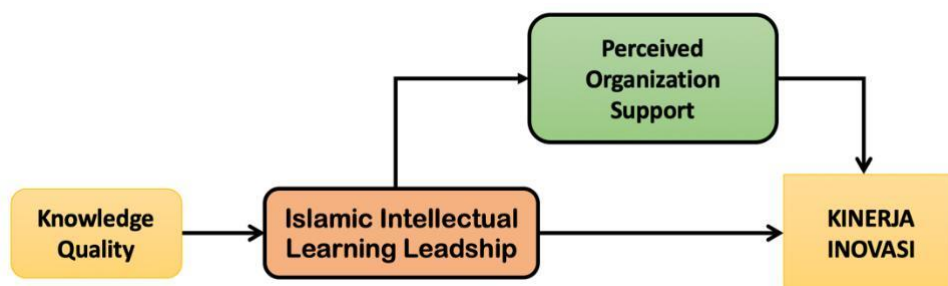 Perceived
Organization
Support
Knowledge
Quality
Islamic Intellectual
Learning Leadship
KINERJA
INOVASI